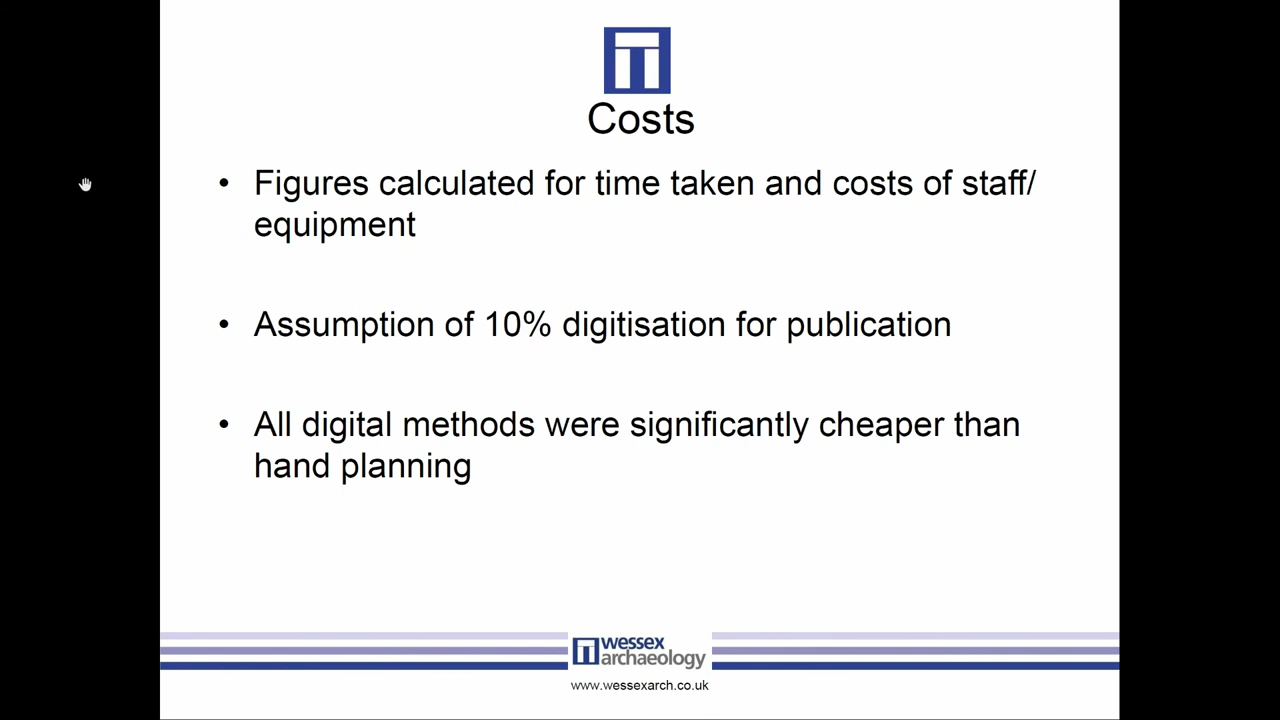 Costs
• Figures calculated for time taken and costs of staff/
equipment
• Assumption of 10% digitisation for publication
• All digital methods were significantly cheaper than
hand planning
wessex
archaeology
www.wessexarch.co.uk